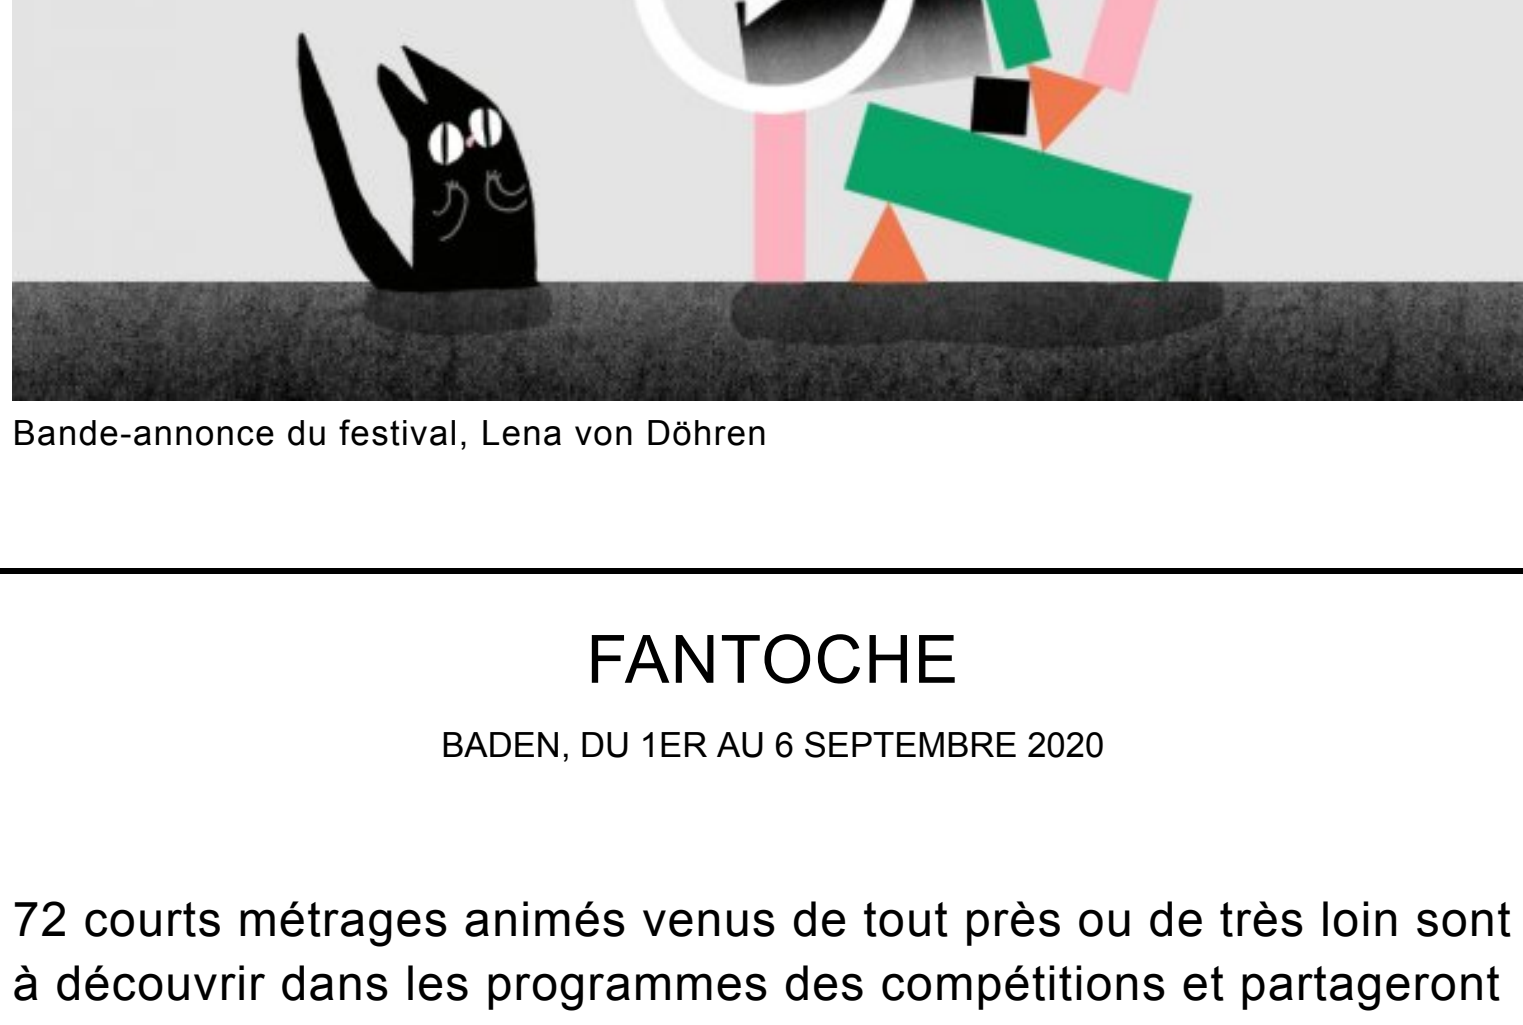 Bande-annonce du festival, Lena von Döhren
FANTOCHE
BADEN, DU 1ER AU 6 SEPTEMBRE 2020
72 courts métrages animés venus de tout près ou de très loin sont
à découvrir dans les programmes des compétitions et partageront